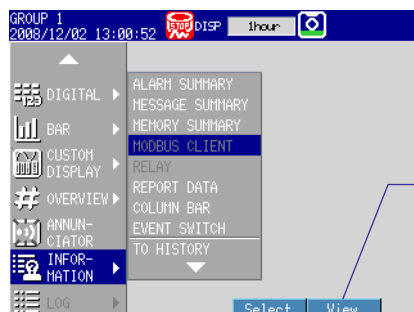 GROUP 1
2008/12/02 13:00:52 STOP DISP 1hour
DIGITAL
BAR
CUSTOM
DISPLAY
OVERVIEW
ANNUN-
CIATOR
INFOR-
MATION
LOG
ALARM SUMMARY
MESSAGE SUMMARY
MEMORY SUMMARY
MODBUS CLIENT
RELAY
REPORT DATA
COLUMN BAR
EVENT SWITCH
TO HISTORY
Select View